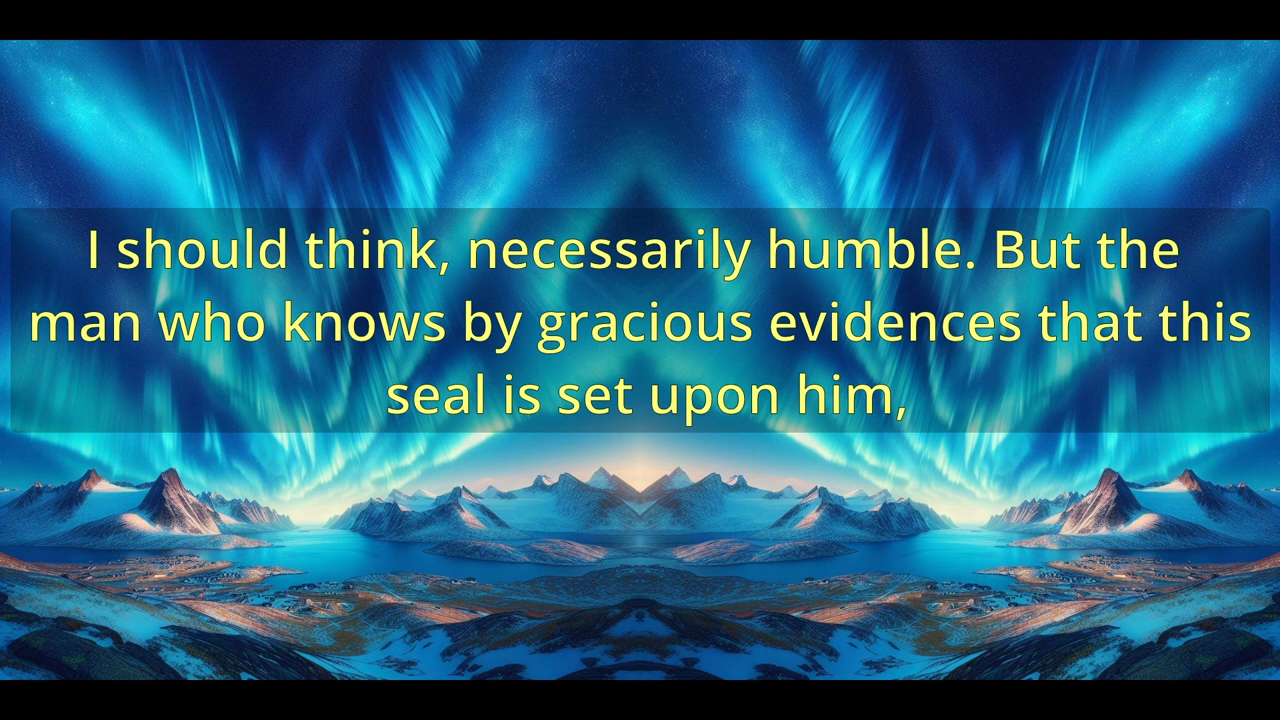 I should think, necessarily humble. But the
man who knows by gracious evidences that this
seal is set upon him,